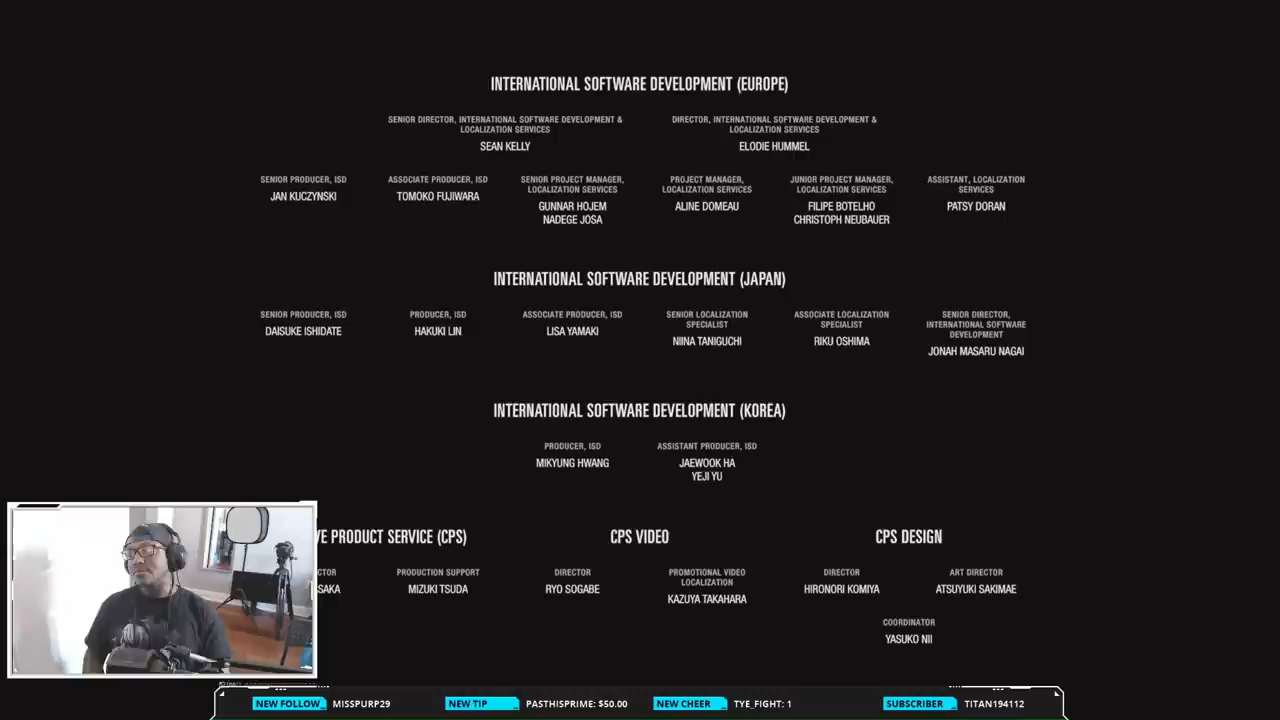 INTERNATIONAL SOFTWARE DEVELOPMENT (EUROPE)
SENIOR DIRECTOR, INTERNATIONAL SOFTWARE DEVELOPMENT &
LOCALIZATION SERVICES
SEAN KELLY
DIRECTOR, INTERNATIONAL SOFTWARE DEVELOPMENT &
LOCALIZATION SERVICES
ELODIE HUMMEL
SENIOR PRODUCER, ISD
JAN KUCZYNSKI
ASSOCIATE PRODUCER, ISD
TOMOKO FUJIWARA
SENIOR PROJECT MANAGER,
LOCALIZATION SERVICES
GUNNAR HOJEM
NADEGE JOSA
PROJECT MANAGER,
LOCALIZATION SERVICES
ALINE DOMEAU
JUNIOR PROJECT MANAGER,
LOCALIZATION SERVICES
FILIPE BOTELHO
CHRISTOPH NEUBAUER
ASSISTANT, LOCALIZATION
SERVICES
PATSY DORAN
INTERNATIONAL SOFTWARE DEVELOPMENT (JAPAN)
SENIOR PRODUCER, ISD
DAISUKE ISHIDATE
PRODUCER, ISD
HAKUKI LIN
ASSOCIATE PRODUCER, ISD
LISA YAMAKI
SENIOR LOCALIZATION
SPECIALIST
NIINA TANIGUCHI
ASSOCIATE LOCALIZATION
SPECIALIST
RIKU OSHIMA
SENIOR DIRECTOR,
INTERNATIONAL SOFTWARE
DEVELOPMENT
JONAH MASARU NAGAI
INTERNATIONAL SOFTWARE DEVELOPMENT (KOREA)
PRODUCER, ISD
MIKYUNG HWANG
ASSISTANT PRODUCER, ISD
JAEWOOK HA
YEJI YU
VE PRODUCT SERVICE (CPS)
CTOR
SAKA
PRODUCTION SUPPORT
MIZUKI TSUDA
CPS VIDEO
DIRECTOR
RYO SOGABE
PROMOTIONAL VIDEO
LOCALIZATION
KAZUYA TAKAHARA
CPS DESIGN
DIRECTOR
HIRONORI KOMIYA
ART DIRECTOR
ATSUYUKI SAKIMAE
COORDINATOR
YASUKO NII
NEW FOLLOW MISSPURP29
NEW TIP PASTHISPRIME: $50.00
NEW CHEER TYE_FIGHT: 1
SUBSCRIBER TITAN194112